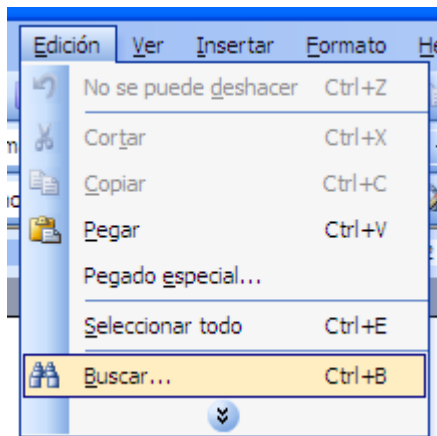 Edición Ver Insertar Formato
No se puede deshacer Ctrl+Z
Cortar Ctrl+X
Copiar Ctrl+C
Pegar Ctrl+V
Pegado especial...
Seleccionar todo Ctrl+E
Buscar... Ctrl+B